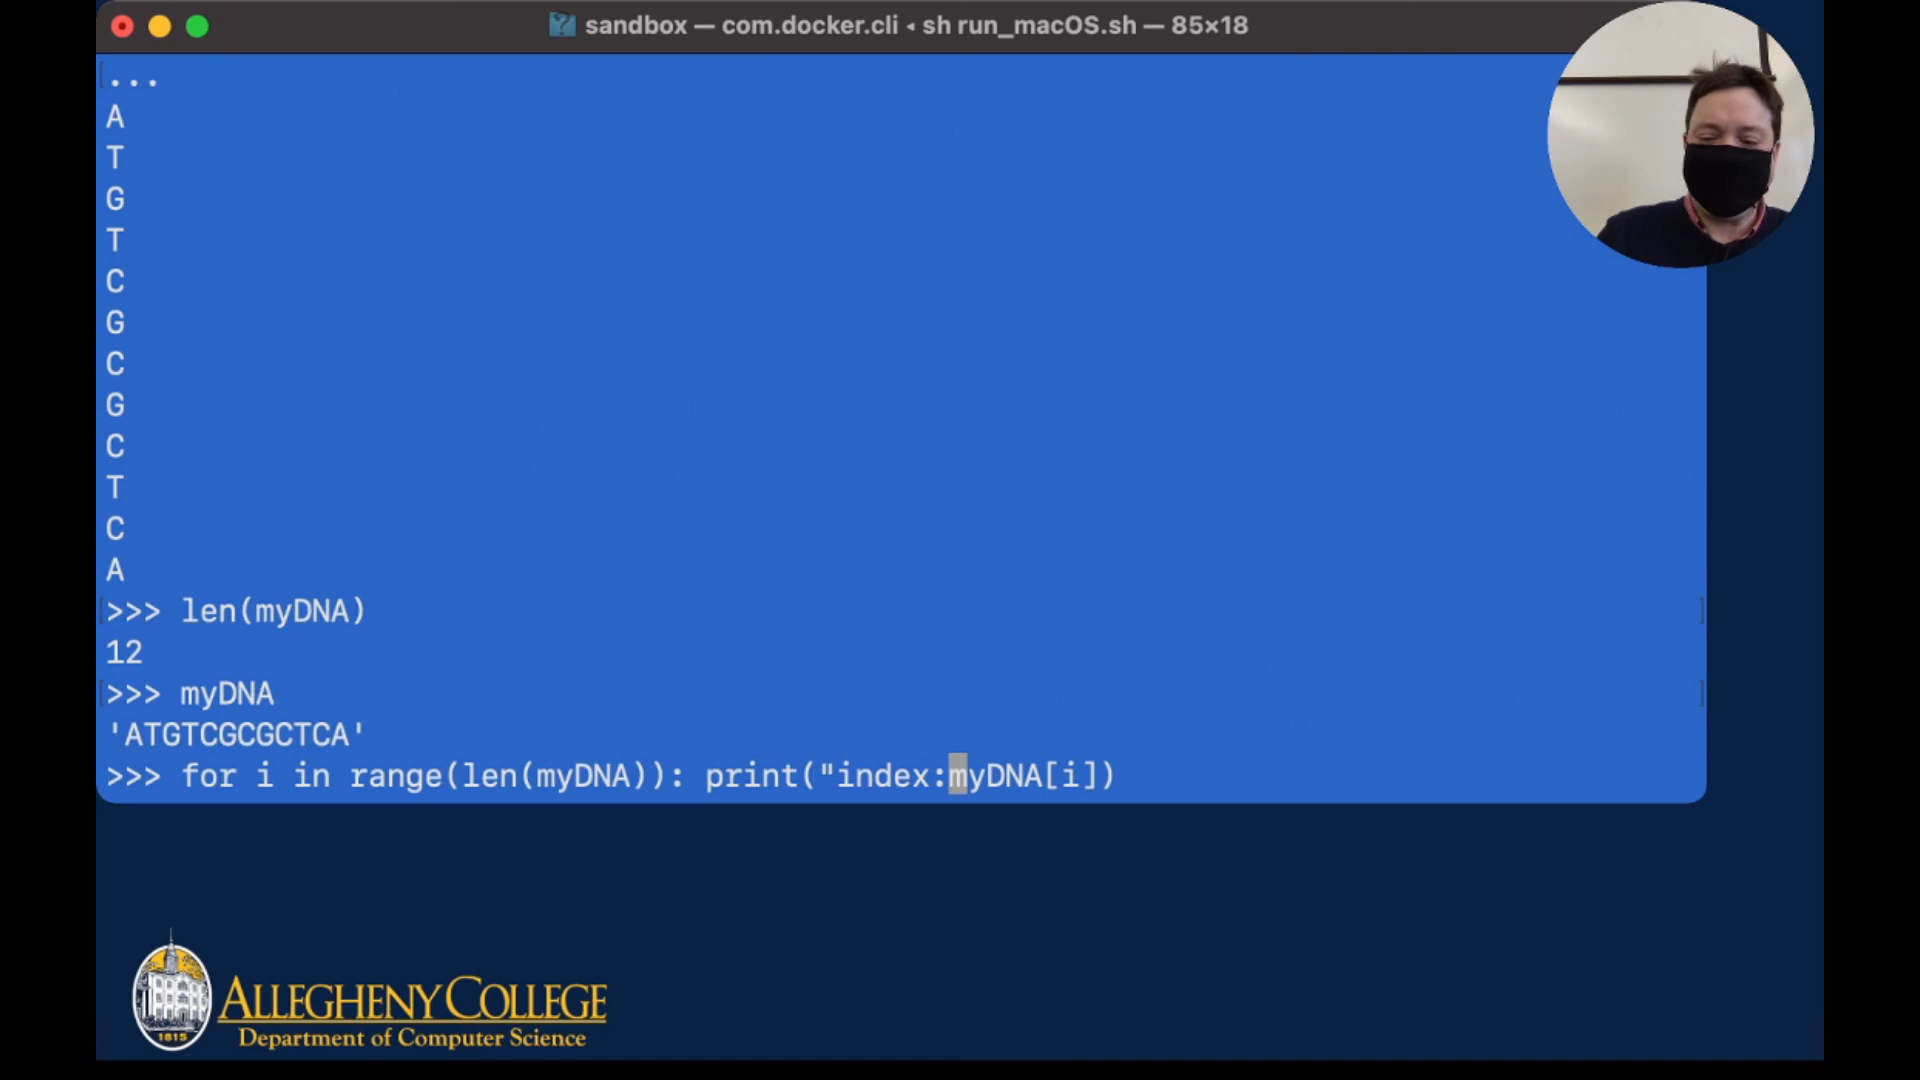 sandbox — com.docker.cli ◂ sh run_macOS.sh — 85×18
...
A
T
G
T
C
G
C
G
C
T
C
A
>>> len(myDNA)
12
>>> myDNA
'ATGTCGCGCTCA'
>>> for i in range(len(myDNA)): print("index:myDNA[i])
1815
ALLEGHENY COLLEGE
Department of Computer Science